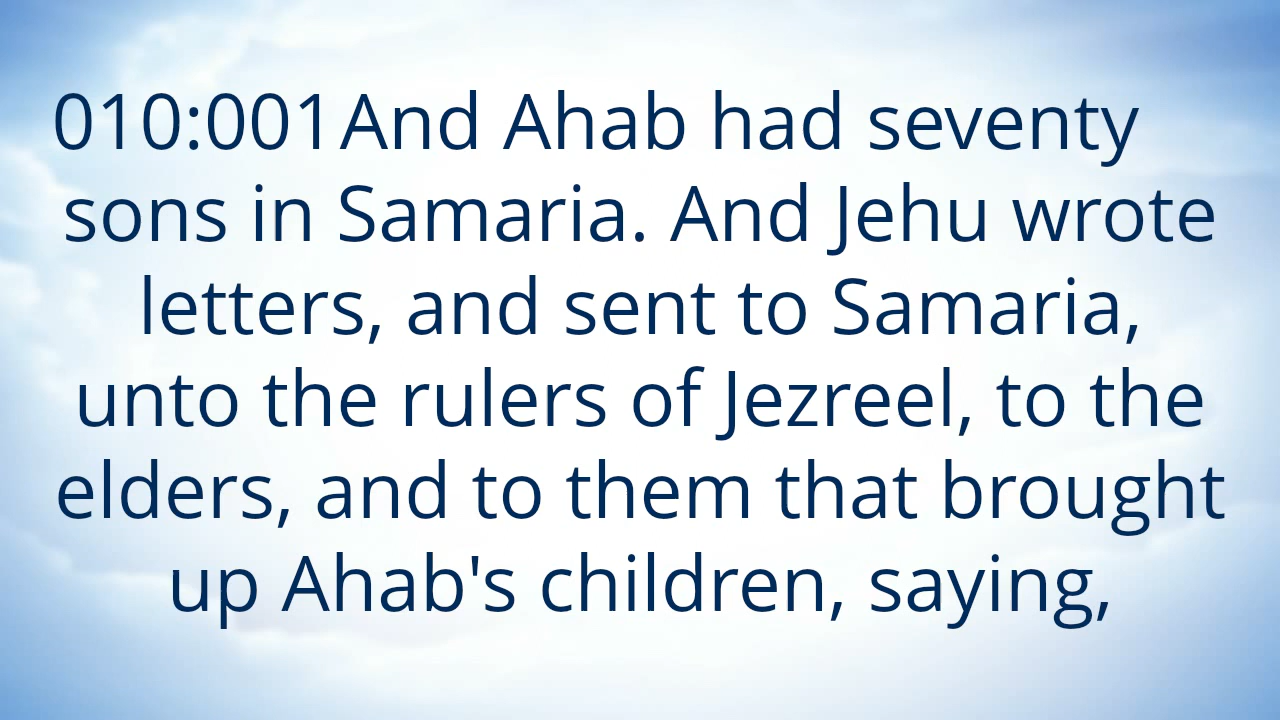 010:001And Ahab had seventy
sons in Samaria. And Jehu wrote
letters, and sent to Samaria,
unto the rulers of Jezreel, to the
elders, and to them that brought
up Ahab's children, saying,